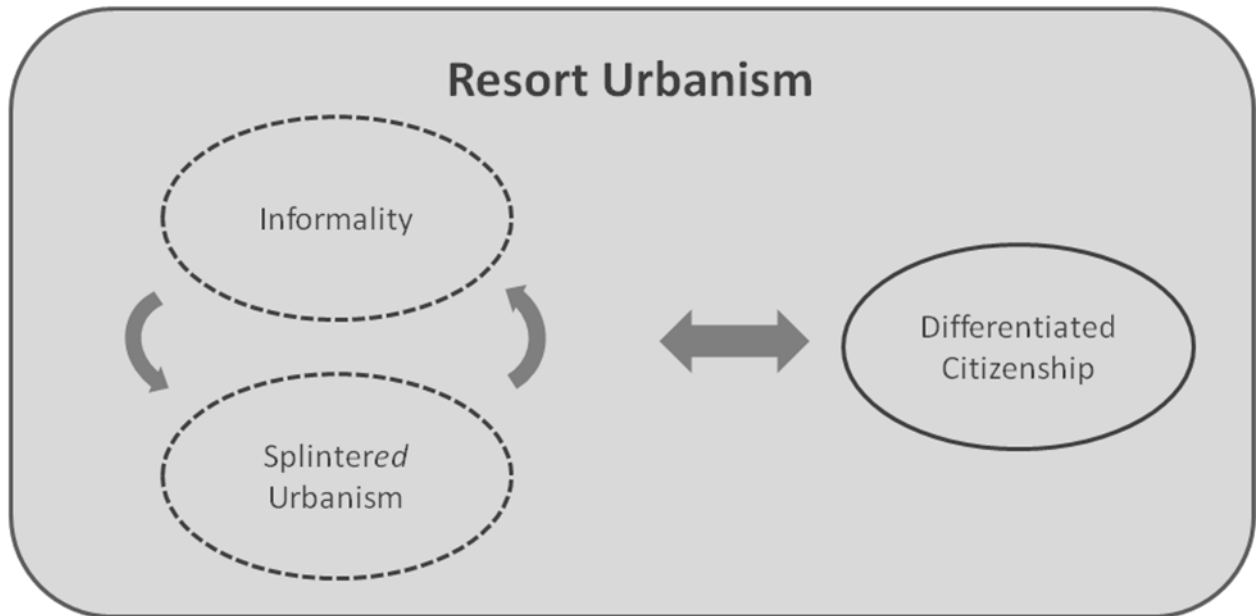 Resort Urbanism
Informality
Differentiated
Citizenship
Splintered
Urbanism